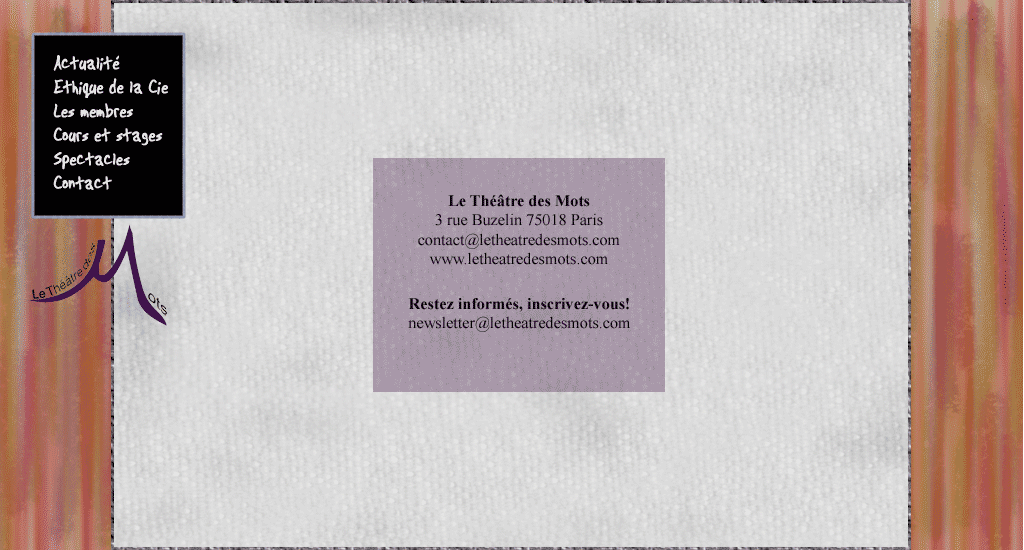 Actualité
Ethique de la Cie
Les membres
Cours et stages
Spectacles
Contact
Le Théâtre des
Mots
Le Théâtre des Mots
3 rue Buzelin 75018 Paris
contact@letheatredesmots.com
www.letheatredesmots.com
Restez informés, inscrivez-vous!
newsletter@letheatredesmots.com